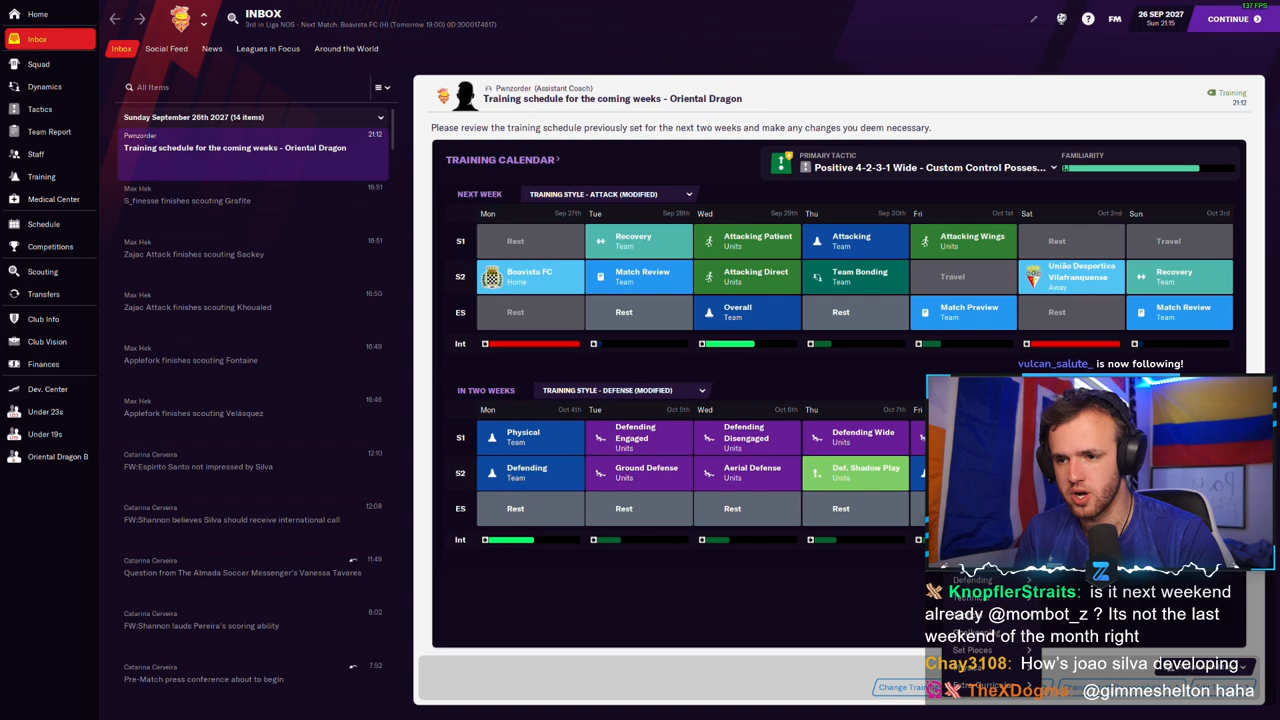 137 FPS
Home
Inbox
Squad
Dynamics
Tactics
Team Report
Staff
Training
Medical Center
Schedule
Competitions
Scouting
Transfers
Club Info
Club Vision
Finances
Dev. Center
Under 23s
Under 19s
Oriental Dragon B
INBOX
3rd in Liga NOS - Next Match: Boavista FC (H) (Tomorrow 19:00) (ID:2000174617)
FM
26 SEP 2027
Sun 21:15
CONTINUE
Inbox Social Feed News Leagues in Focus Around the World
All Items
Sunday September 26th 2027 (14 items)
Pwnzorder 21:12
Training schedule for the coming weeks - Oriental Dragon
Max Hek 16:51
S_finesse finishes scouting Grafite
Max Hek 16:51
Zajac Attack finishes scouting Sackey
Max Hek 16:50
Zajac Attack finishes scouting Khoualed
Max Hek 16:49
Applefork finishes scouting Fontaine
Max Hek 16:46
Applefork finishes scouting Velásquez
Catarina Cerveira 12:10
FW:Espírito Santo not impressed by Silva
Catarina Cerveira 12:08
FW:Shannon believes Silva should receive international call
Catarina Cerveira 11:49
Question from The Almada Soccer Messenger's Vanessa Tavares
Catarina Cerveira 8:02
FW:Shannon lauds Pereira's scoring ability
Catarina Cerveira 7:52
Pre-Match press conference about to begin
Pwnzorder (Assistant Coach)
Training schedule for the coming weeks - Oriental Dragon
Training
21:12
Please review the training schedule previously set for the next two weeks and make any changes you deem necessary.
TRAINING CALENDAR
PRIMARY TACTIC
Positive 4-2-3-1 Wide - Custom Control Posses...
FAMILIARITY
NEXT WEEK TRAINING STYLE - ATTACK (MODIFIED)
Mon Sep 27th Tue Sep 28th Wed Sep 29th Thu Sep 30th Fri Oct 1st Sat Oct 2nd Sun Oct 3rd
S1 Rest Recovery Team Attacking Patient Units Attacking Team Attacking Wings Units Rest Travel
S2 Boavista FC Home Match Review Team Attacking Direct Units Team Bonding Team Travel União Desportiva Vilafranquense Away Recovery Team
ES Rest Rest Overall Team Rest Match Preview Team Rest Match Review Team
Int
vulcan_salute_ is now following!
IN TWO WEEKS TRAINING STYLE - DEFENSE (MODIFIED)
Mon Oct 4th Tue Oct 5th Wed Oct 6th Thu Oct 7th Fri
S1 Physical Team Defending Engaged Units Defending Disengaged Units Defending Wide Units
S2 Defending Team Ground Defense Units Aerial Defense Units Def. Shadow Play Units
ES Rest Rest Rest Rest
Int
Z
Defending
KnopflerStraits: is it next weekend
already @mombot_z ? Its not the last
weekend of the month right
Set Pieces
Chay3108: How's joao silva developing
TheXDogma: @gimmeshelton haha
Change Train